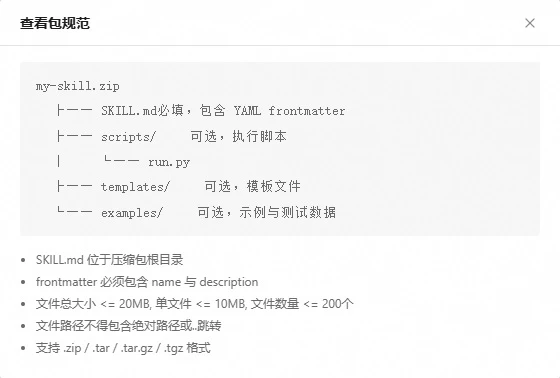 查看包规范
my-skill.zip
├── SKILL.md必填，包含 YAML frontmatter
├── scripts/ 可选，执行脚本
│ └── run.py
├── templates/ 可选，模板文件
└── examples/ 可选，示例与测试数据
• SKILL.md 位于压缩包根目录
• frontmatter 必须包含 name 与 description
• 文件总大小 <= 20MB, 单文件 <= 10MB, 文件数量 <= 200个
• 文件路径不得包含绝对路径或..跳转
• 支持 .zip / .tar / .tar.gz / .tgz 格式